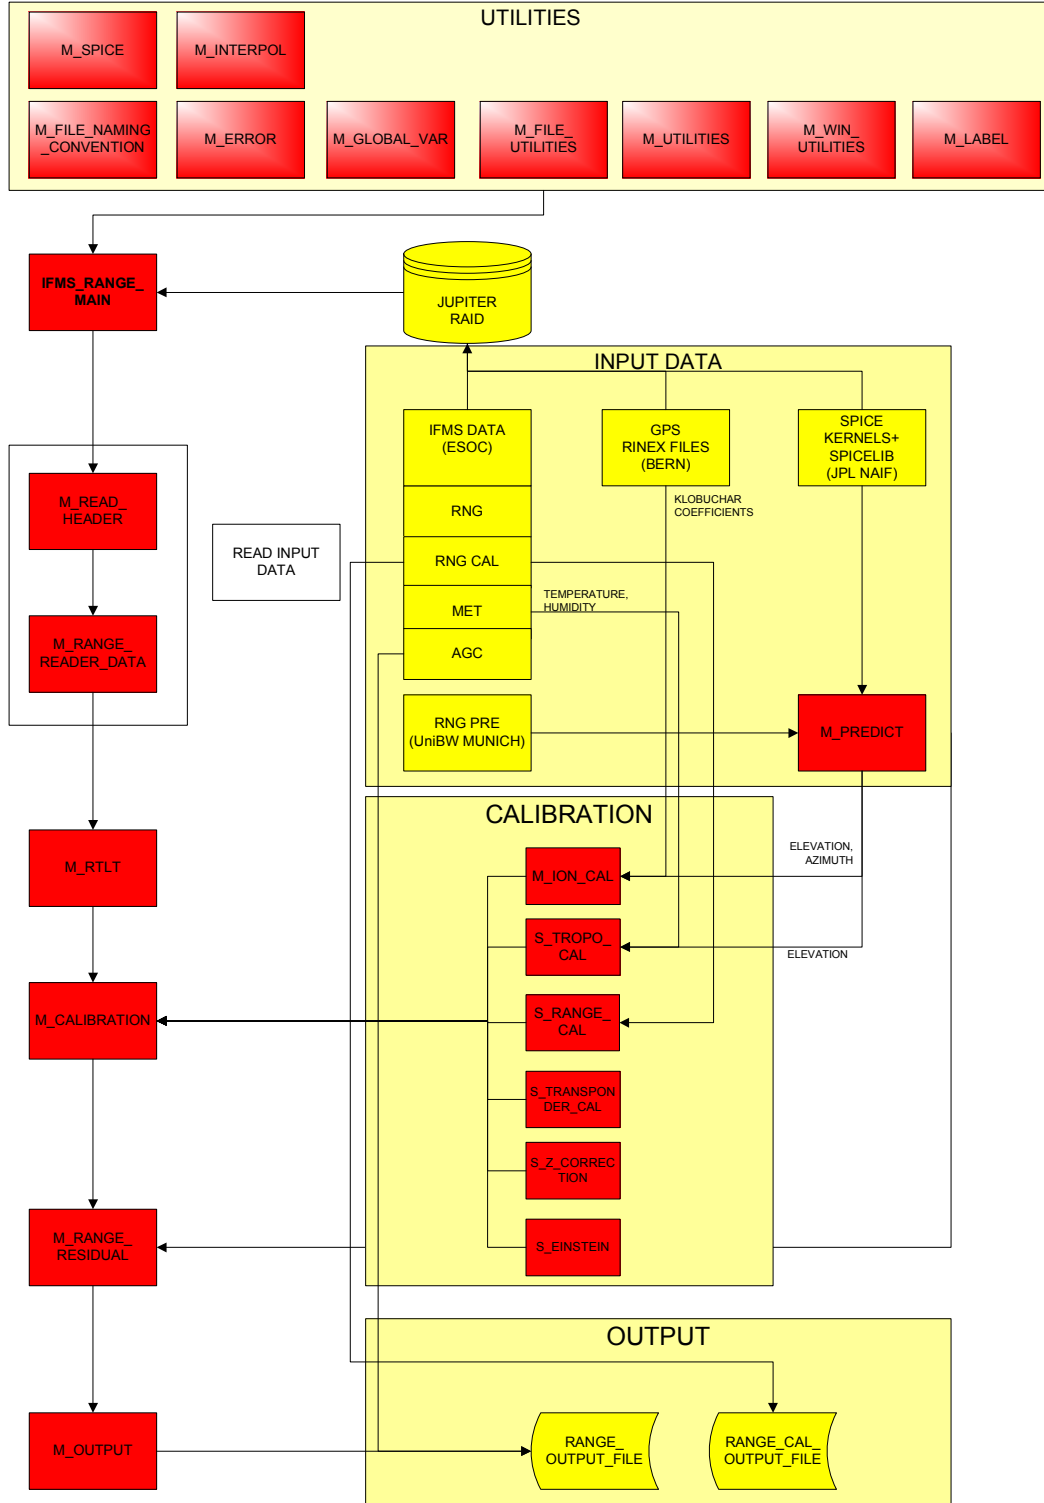 UTILITIES
M_SPICE
M_INTERPOL
M_FILE_NAMING
_CONVENTION
M_ERROR
M_GLOBAL_VAR
M_FILE_
UTILITIES
M_UTILITIES
M_WIN_
UTILITIES
M_LABEL
IFMS_RANGE_
MAIN
JUPITER
RAID
INPUT DATA
IFMS DATA
(ESOC)
GPS
RINEX FILES
(BERN)
SPICE
KERNELS+
SPICELIB
(JPL NAIF)
KLOBUCHAR
COEFFICIENTS
M_READ_
HEADER
RNG
READ INPUT
DATA
RNG CAL
TEMPERATURE,
HUMIDITY
MET
M_RANGE_
READER_DATA
AGC
RNG PRE
(UniBW MUNICH)
M_PREDICT
CALIBRATION
ELEVATION,
AZIMUTH
M_RTLT
M_ION_CAL
S_TROPO_
CAL
ELEVATION
M_CALIBRATION
S_RANGE_
CAL
S_TRANSPON
DER_CAL
S_Z_CORREC
TION
M_RANGE_
RESIDUAL
S_EINSTEIN
OUTPUT
M_OUTPUT
RANGE_
OUTPUT_FILE
RANGE_CAL_
OUTPUT_FILE